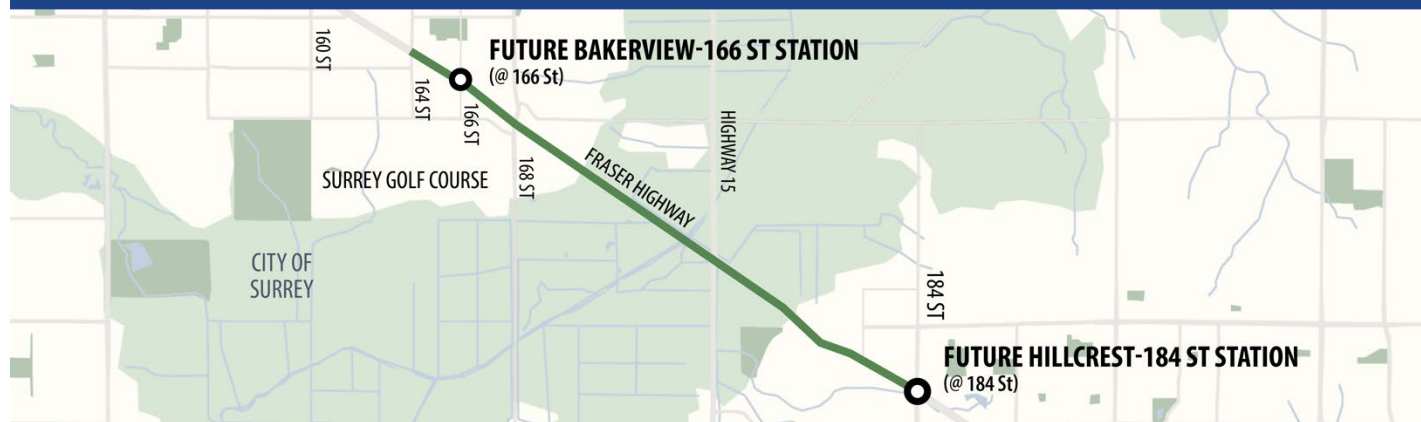 160 ST
FUTURE BAKERVIEW-166 ST STATION
(@ 166 St)
164 ST
166 ST
HIGHWAY 15
SURREY GOLF COURSE
168 ST
FRASER HIGHWAY
CITY OF
SURREY
184 ST
FUTURE HILLCREST-184 ST STATION
(@ 184 St)